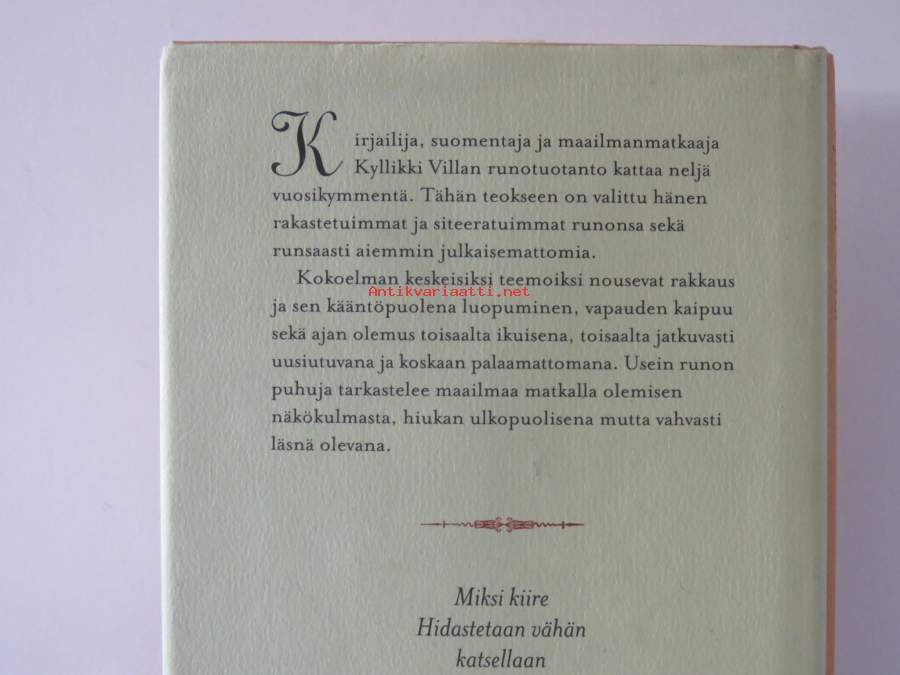 Kirjailija, suomentaja ja maailmanmatkaaja
Kyllikki Villan runotuotanto kattaa neljä
vuosikymmentä. Tähän teokseen on valittu hänen
rakastetuimmat ja siteeratuimmat runonsa sekä
runsaasti aiemmin julkaisemattomia.
Kokoelman keskeisiksi teemoiksi nousevat rakkaus
Antikvariaatti.net
ja sen kääntöpuolena luopuminen, vapauden kaipuu
sekä ajan olemus toisaalta ikuisena, toisaalta jatkuvasti
uusiutuvana ja koskaan palaamattomana. Usein runon
puhuja tarkastelee maailmaa matkalla olemisen
näkökulmasta, hiukan ulkopuolisena mutta vahvasti
läsnä olevana.
Miksi kiire
Hidastetaan vähän
katsellaan